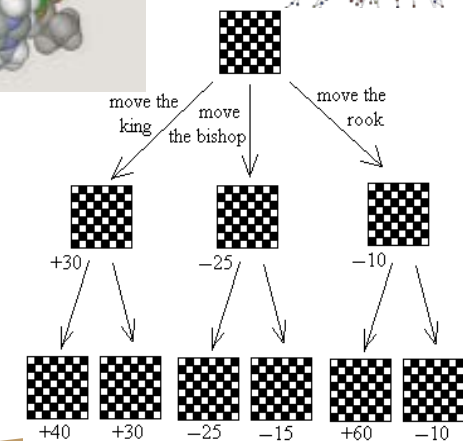 move the
king
move
the bishop
move the
rook
+30
−25
−10
+40
+30
−25
−15
+60
−10